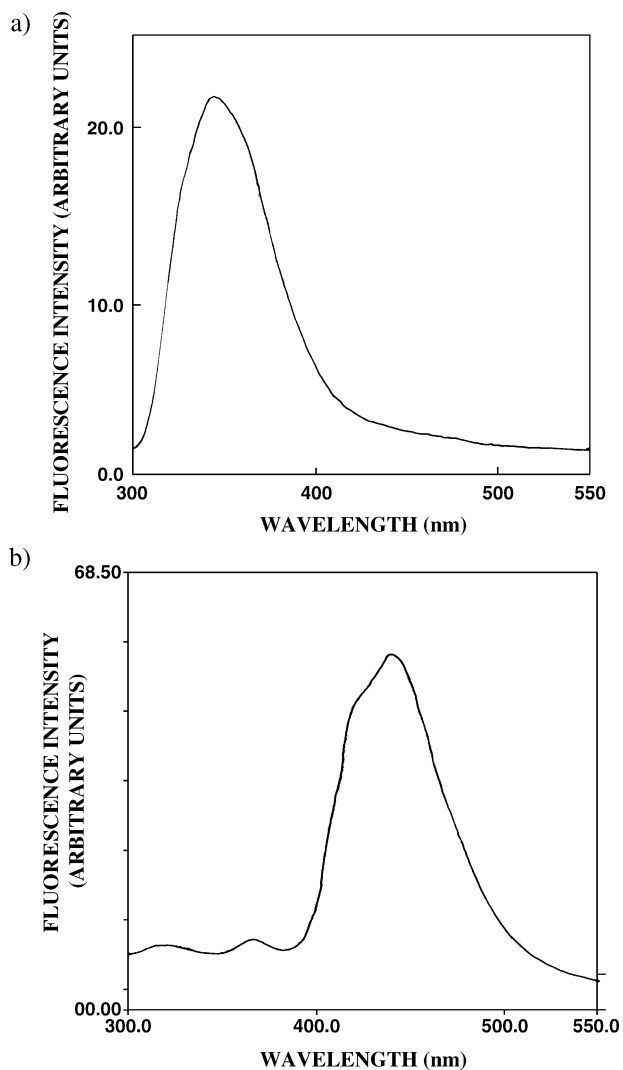 a)
FLUORESCENCE INTENSITY (ARBITRARY UNITS)
20.0
10.0
0.0
300 400 500 550
WAVELENGTH (nm)
b)
FLUORESCENCE INTENSITY
(ARBITRARY UNITS)
68.50
00.00
300.0 400.0 500.0 550.0
WAVELENGTH (nm)